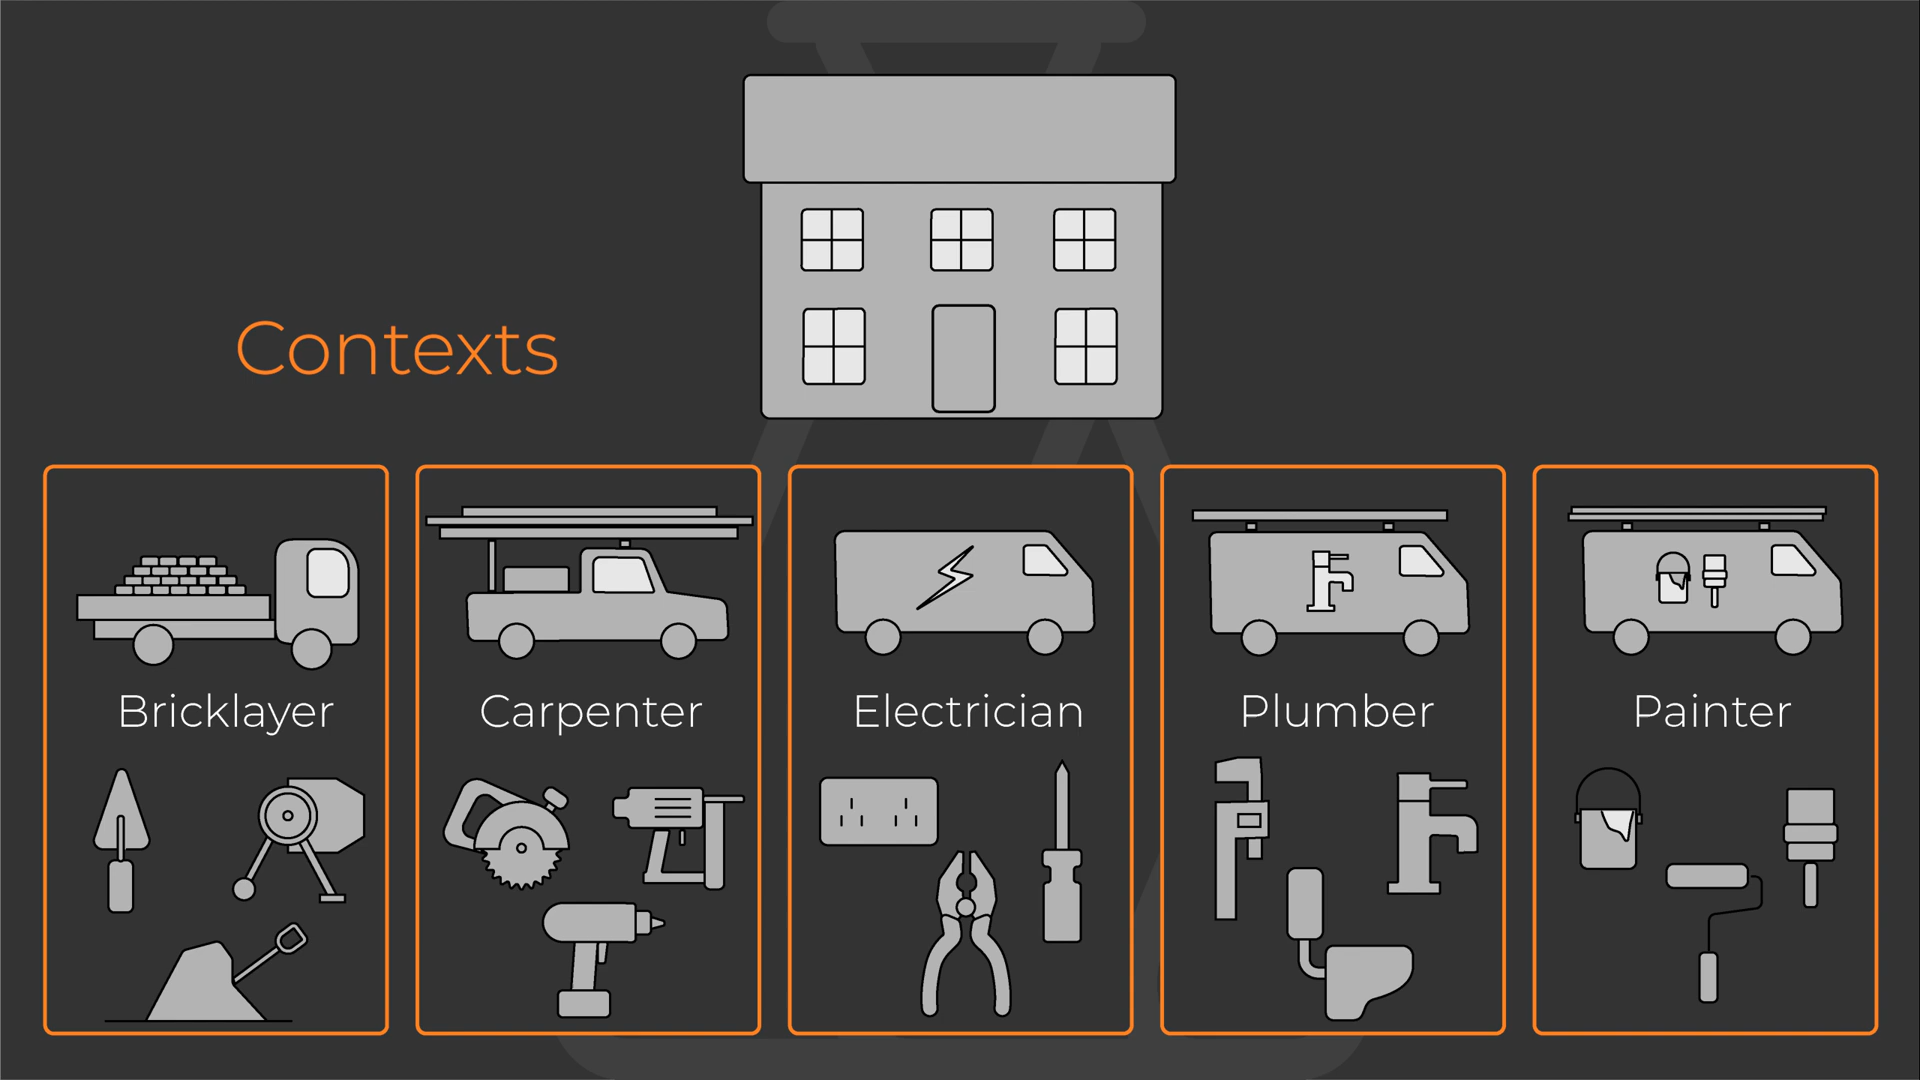 Contexts
Bricklayer
Carpenter
Electrician
Plumber
Painter